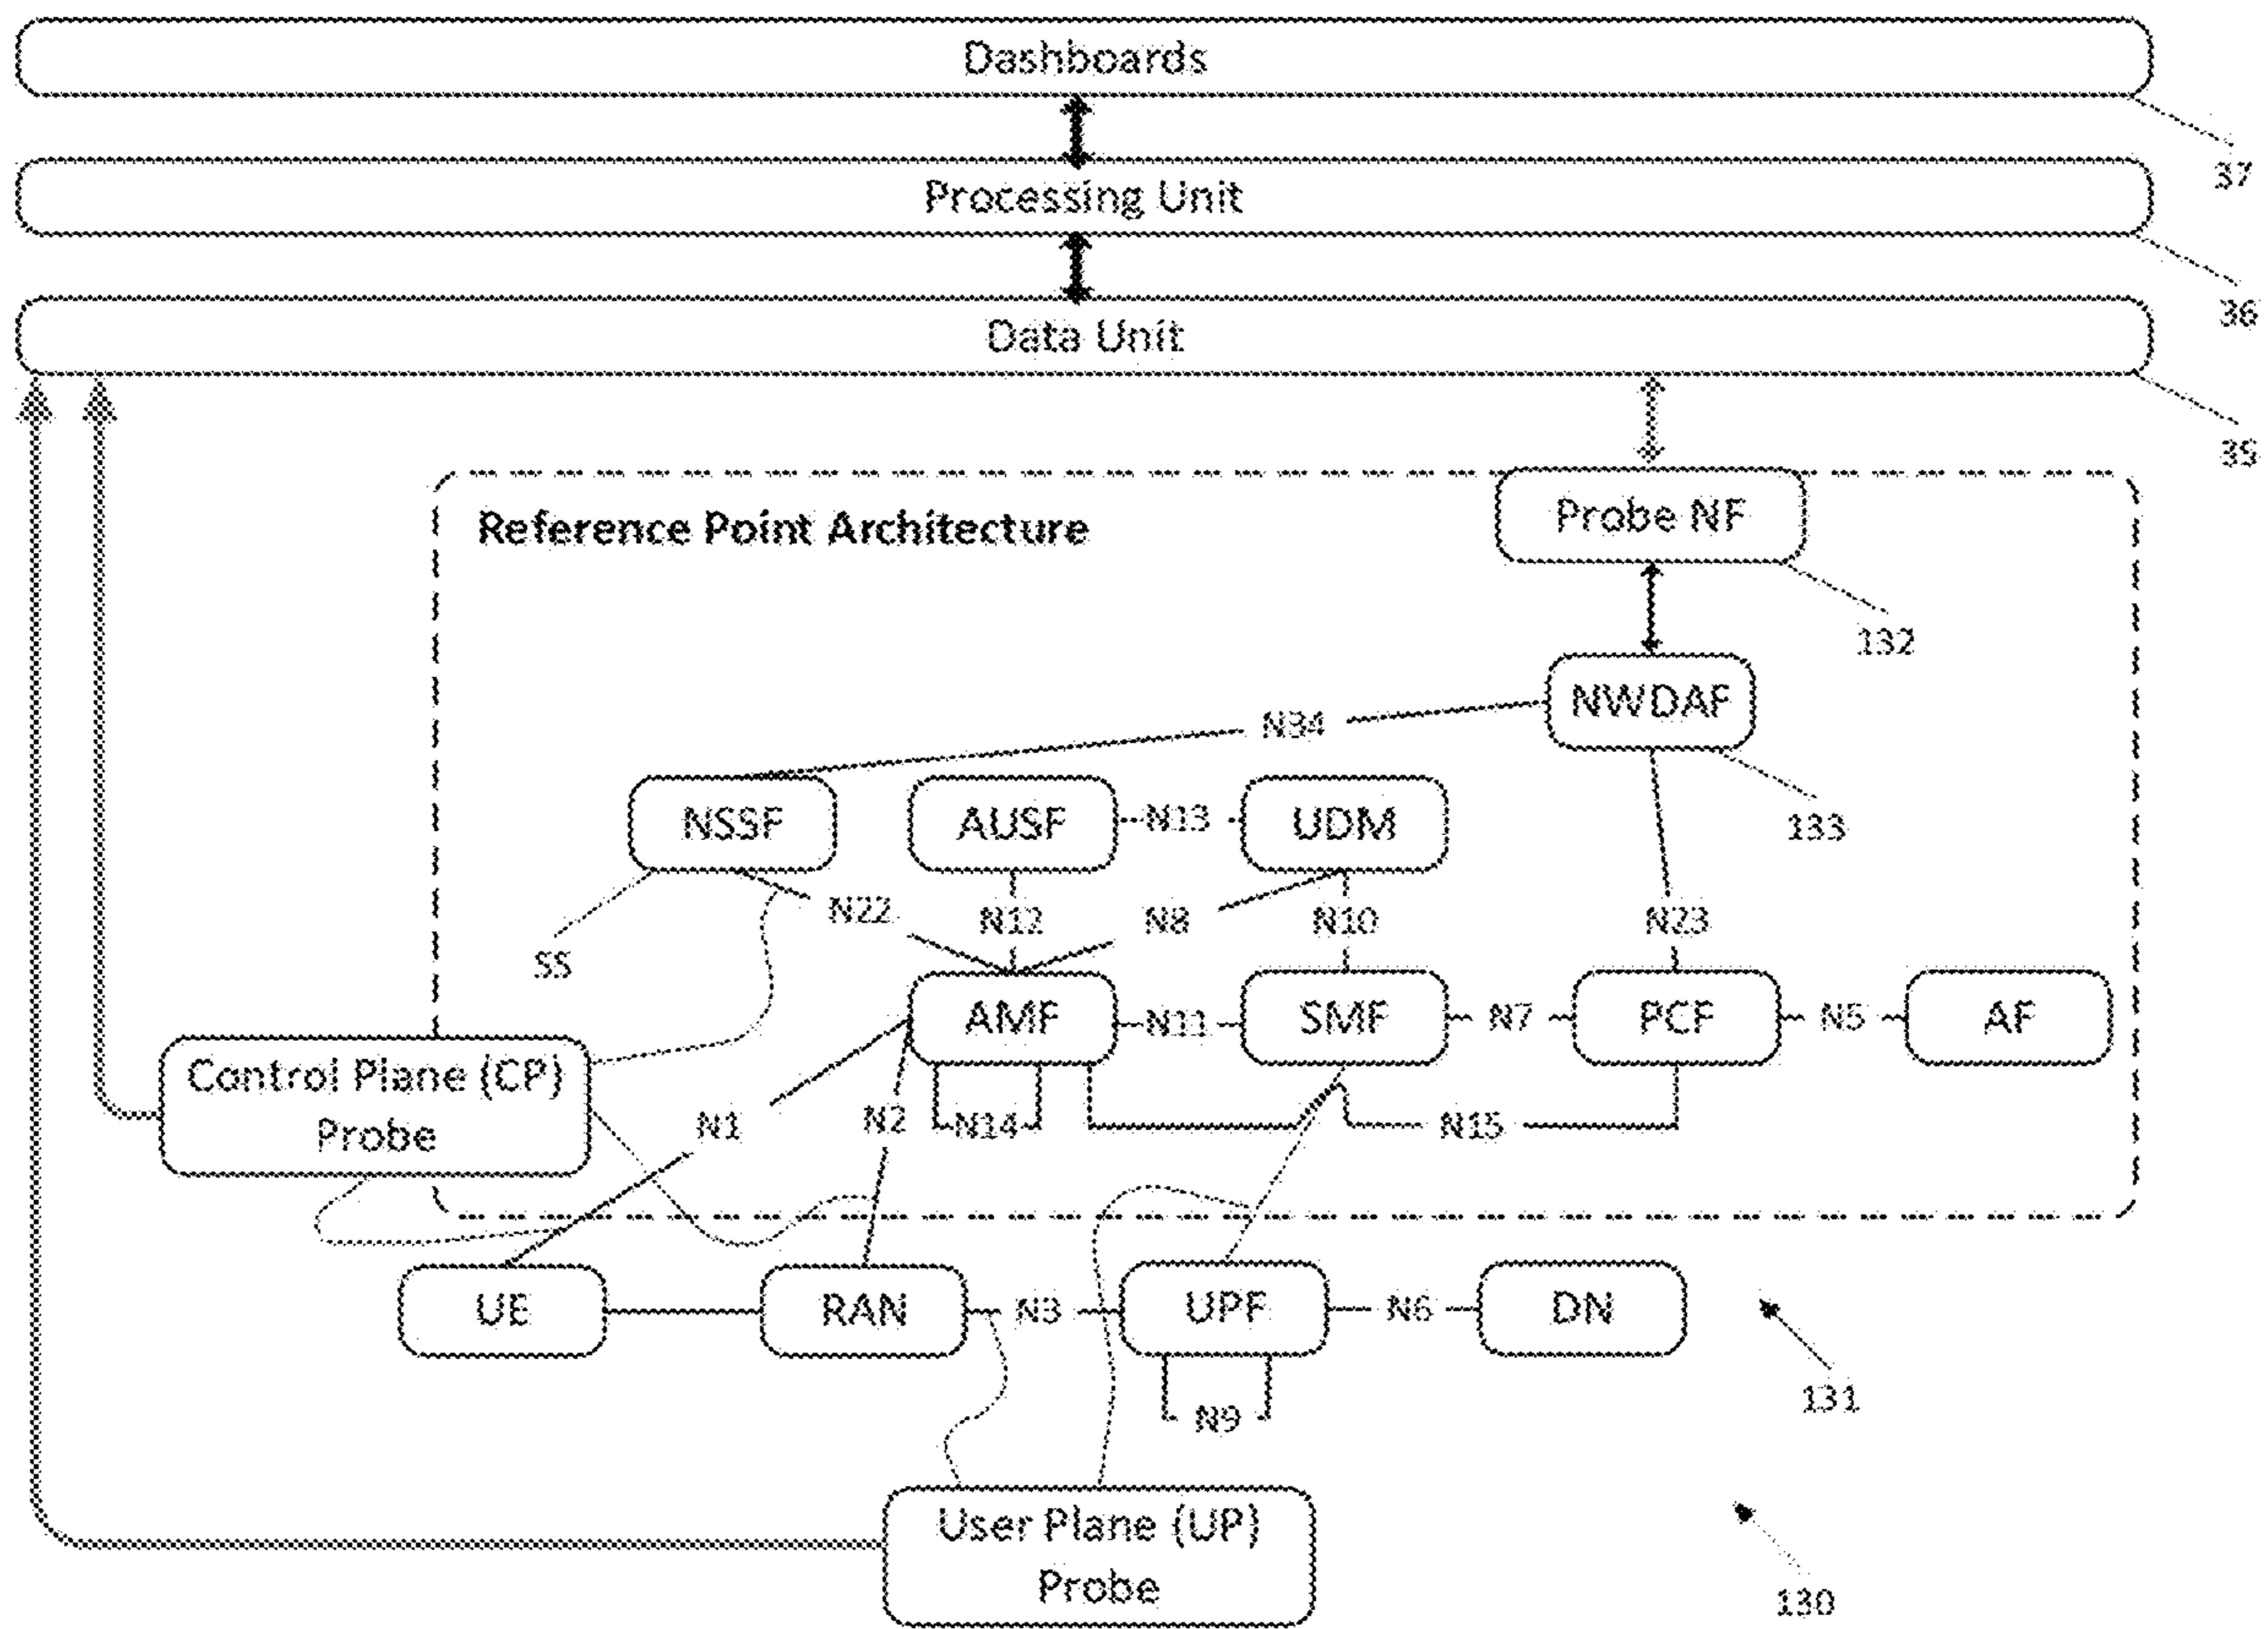 Dashboards
37
Processing Unit
36
Data Unit
35
Reference Point Architecture
Probe NF
132
NWDAF
N34
133
NSSF
AUSF
N13
UDM
N22
N12
N8
N10
N23
SS
AMF
N11
SMF
N7
PCF
N5
AF
Control Plane (CP)
Probe
N1
N2
N14
N15
UE
RAN
N3
UPF
N6
DN
131
N9
User Plane (UP)
Probe
130